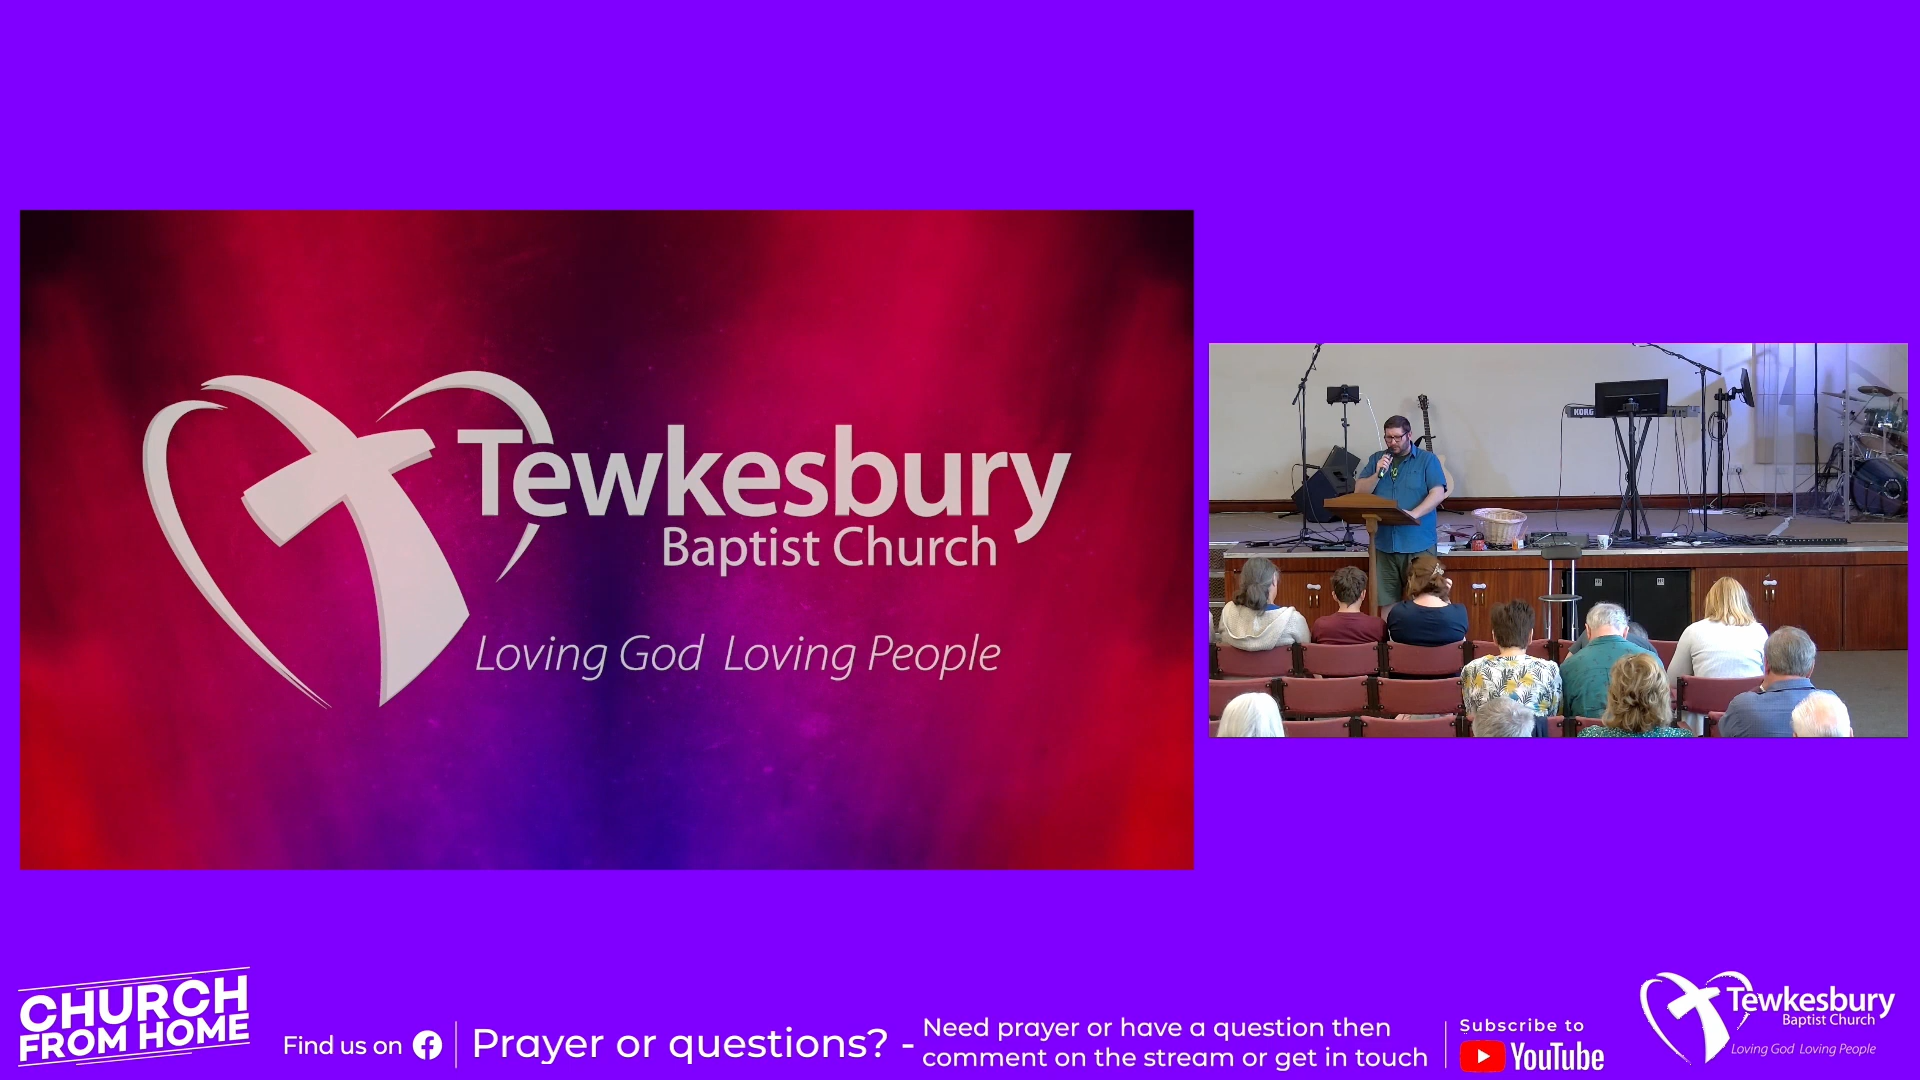 Tewkesbury
Baptist Church
Loving God Loving People
KORG
CHURCH
FROM HOME
Find us on
Prayer or questions? -
Need prayer or have a question then
comment on the stream or get in touch
Subscribe to
YouTube
Tewkesbury
Baptist Church
Loving God Loving People